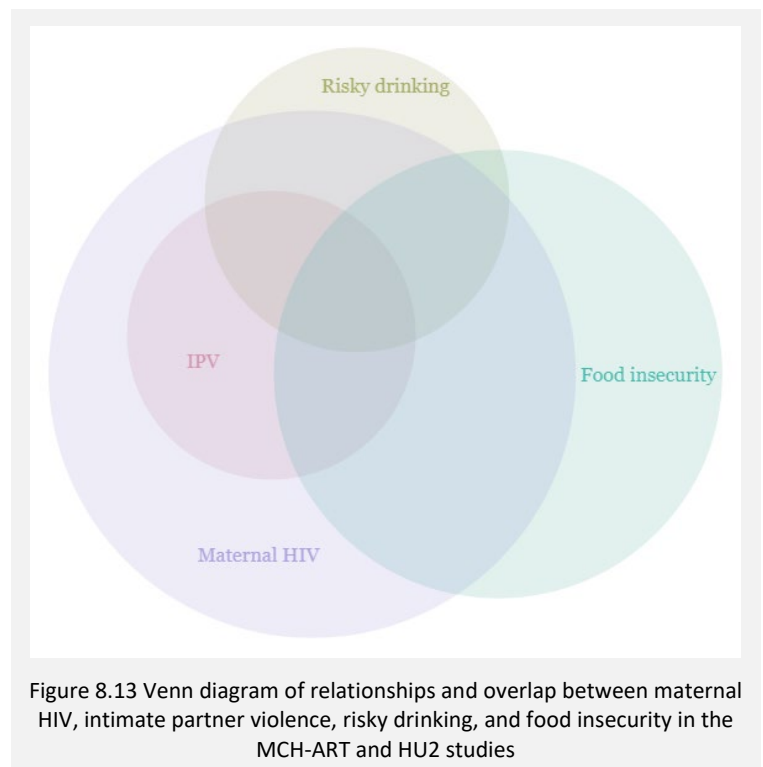 Risky drinking
IPV
Food insecurity
Maternal HIV
Figure 8.13 Venn diagram of relationships and overlap between maternal
HIV, intimate partner violence, risky drinking, and food insecurity in the
MCH-ART and HU2 studies